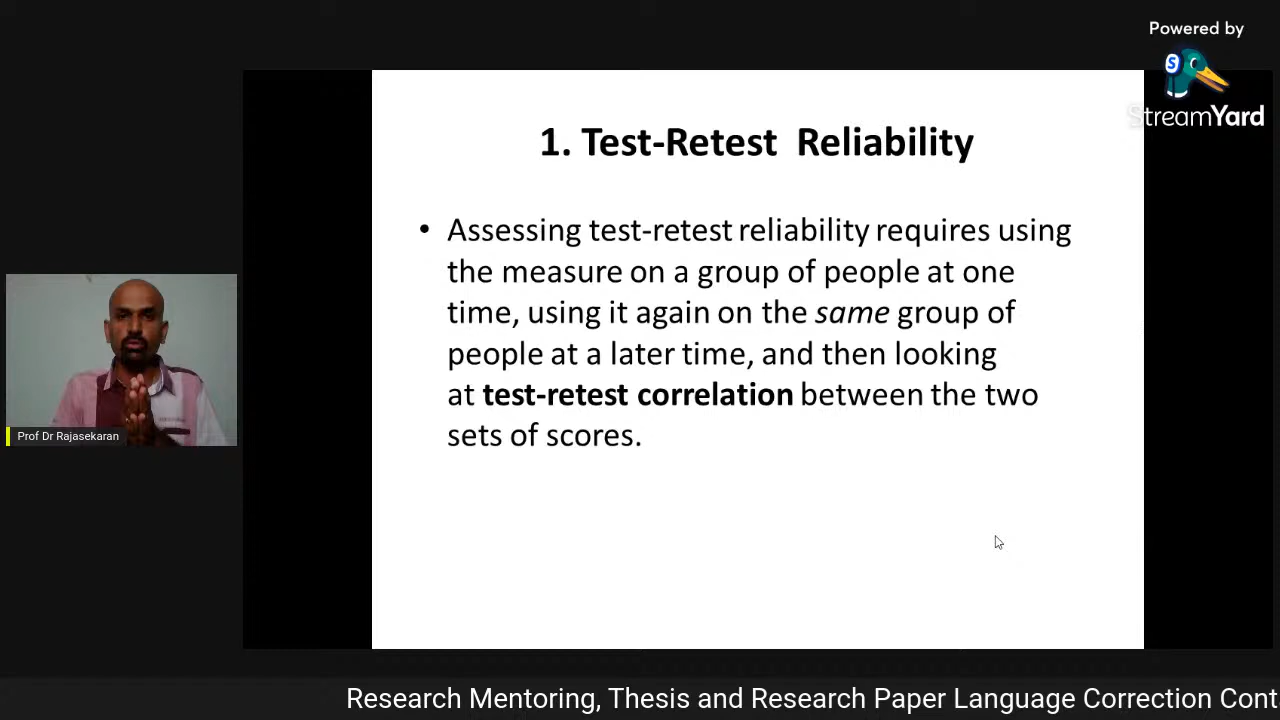 Powered by
S
StreamYard
1. Test-Retest Reliability
• Assessing test-retest reliability requires using
the measure on a group of people at one
time, using it again on the same group of
people at a later time, and then looking
at test-retest correlation between the two
sets of scores.
Prof Dr Rajasekaran
Research Mentoring, Thesis and Research Paper Language Correction Cont